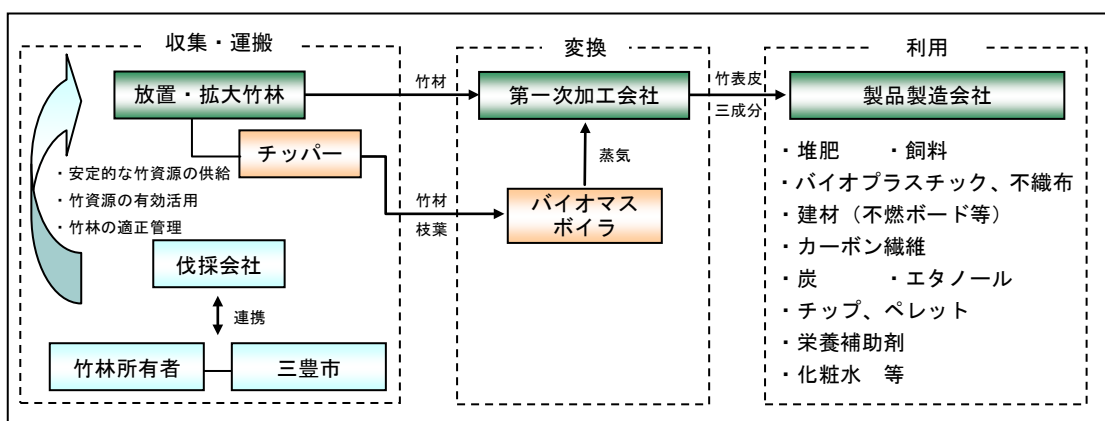 収集・運搬
放置・拡大竹林
チッパー
・安定的な竹資源の供給
・竹資源の有効活用
・竹林の適正管理
伐採会社
連携
竹林所有者
三豊市
竹材
竹材
枝葉
変換
第一次加工会社
蒸気
バイオマス
ボイラ
竹表皮
三成分
利用
製品製造会社
・堆肥 ・飼料
・バイオプラスチック、不織布
・建材（不燃ボード等）
・カーボン繊維
・炭 ・エタノール
・チップ、ペレット
・栄養補助剤
・化粧水 等